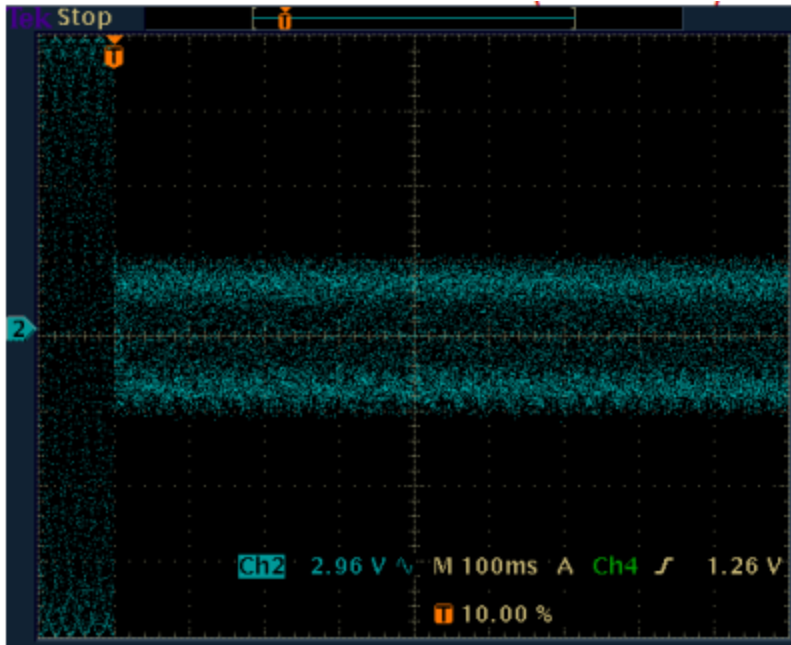 Tek Stop
T
T
2
Ch2 2.96 V ∿ M 100ms A Ch4 ƒ 1.26 V
T 10.00 %